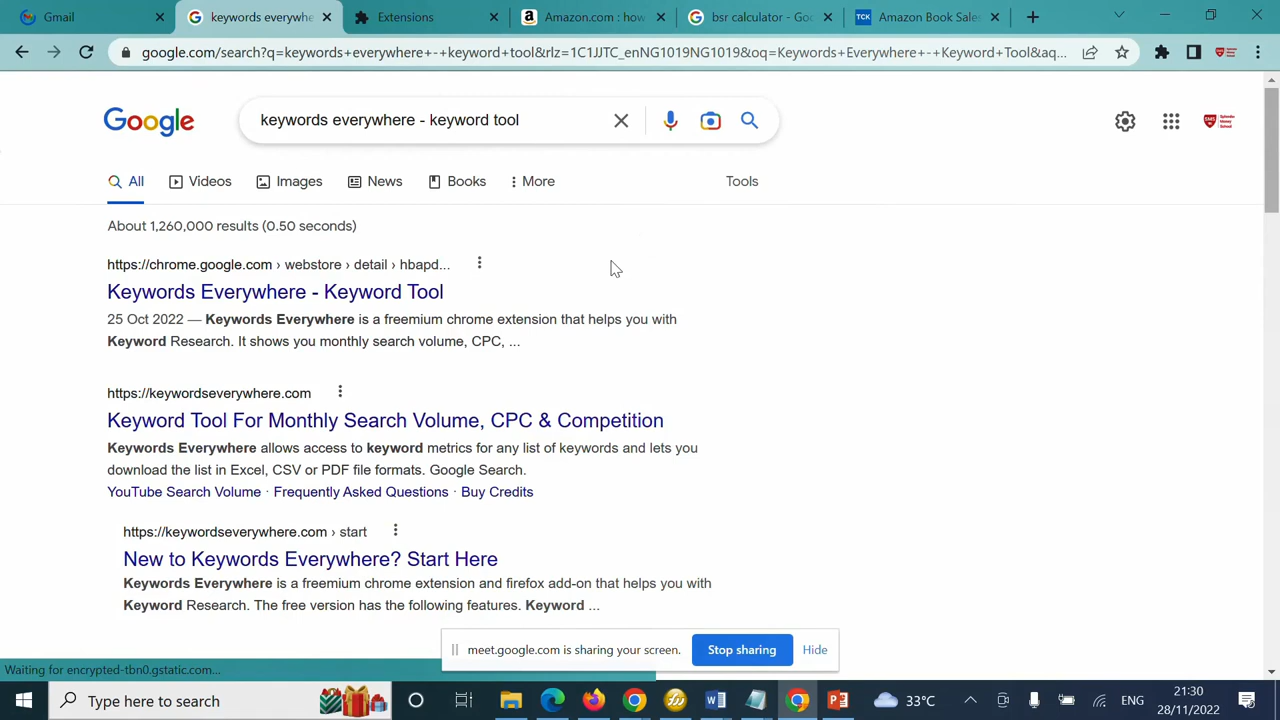 Gmail
keywords everywhe
Extensions
Amazon.com : how
bsr calculator - Goo
TCK
Amazon Book Sales
google.com/search?q=keywords+everywhere+-+keyword+tool&rlz=1C1JJTC_enNG1019NG1019&oq=Keywords+Everywhere+-+Keyword+Tool&aq...
Google
keywords everywhere - keyword tool
SMS
All
Videos
Images
News
Books
More
Tools
About 1,260,000 results (0.50 seconds)
https://chrome.google.com › webstore › detail › hbapd...
Keywords Everywhere - Keyword Tool
25 Oct 2022 — Keywords Everywhere is a freemium chrome extension that helps you with
Keyword Research. It shows you monthly search volume, CPC, ...
https://keywordseverywhere.com
Keyword Tool For Monthly Search Volume, CPC & Competition
Keywords Everywhere allows access to keyword metrics for any list of keywords and lets you
download the list in Excel, CSV or PDF file formats. Google Search.
YouTube Search Volume · Frequently Asked Questions · Buy Credits
https://keywordseverywhere.com › start
New to Keywords Everywhere? Start Here
Keywords Everywhere is a freemium chrome extension and firefox add-on that helps you with
Keyword Research. The free version has the following features. Keyword ...
meet.google.com is sharing your screen.
Stop sharing
Hide
Waiting for encrypted-tbn0.gstatic.com...
Type here to search
33°C
ENG
21:30
28/11/2022